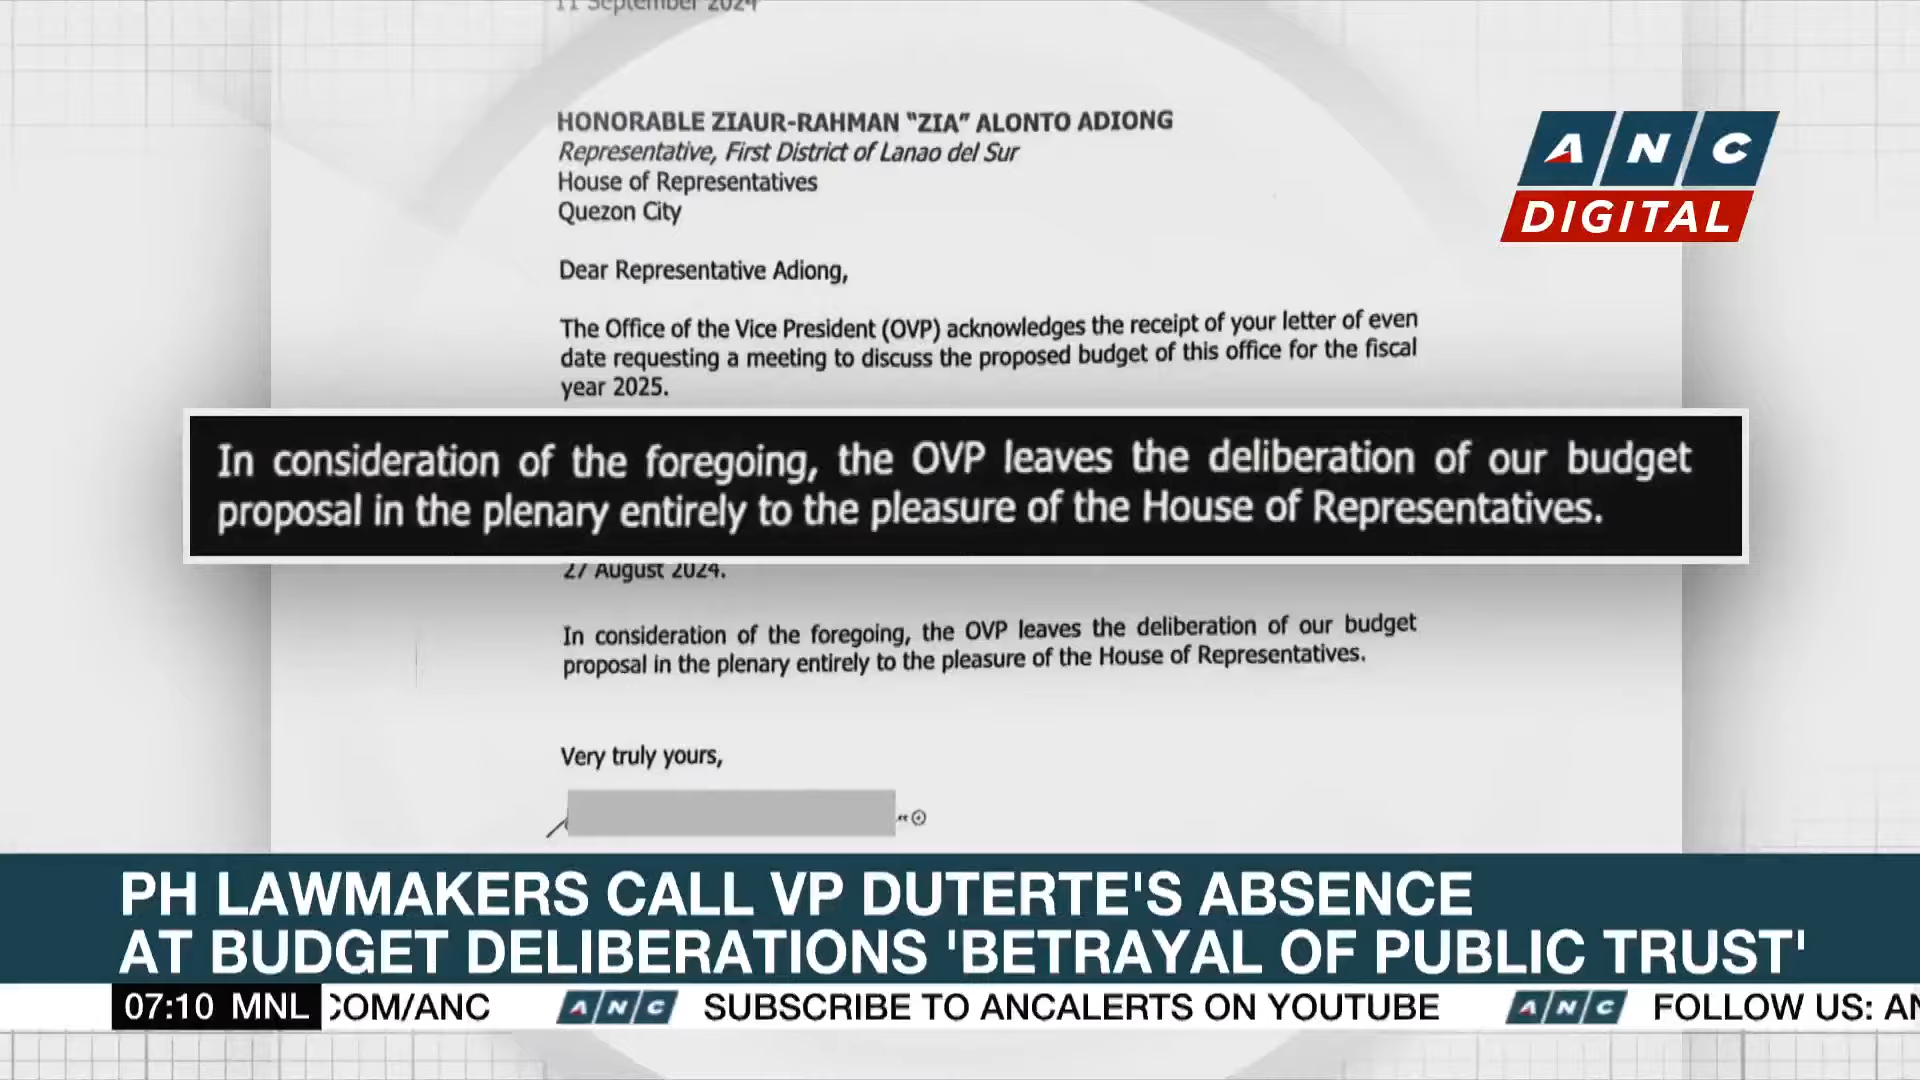 11 September 2024
HONORABLE ZIAUR-RAHMAN "ZIA" ALONTO ADIONG
Representative, First District of Lanao del Sur
House of Representatives
Quezon City
Dear Representative Adiong,
The Office of the Vice President (OVP) acknowledges the receipt of your letter of even
date requesting a meeting to discuss the proposed budget of this office for the fiscal
year 2025.
In consideration of the foregoing, the OVP leaves the deliberation of our budget
proposal in the plenary entirely to the pleasure of the House of Representatives.
27 August 2024.
In consideration of the foregoing, the OVP leaves the deliberation of our budget
proposal in the plenary entirely to the pleasure of the House of Representatives.
Very truly yours,
ANC
DIGITAL
PH LAWMAKERS CALL VP DUTERTE'S ABSENCE
AT BUDGET DELIBERATIONS 'BETRAYAL OF PUBLIC TRUST'
07:10 MNL COM/ANC ANC SUBSCRIBE TO ANCALERTS ON YOUTUBE ANC FOLLOW US: AN